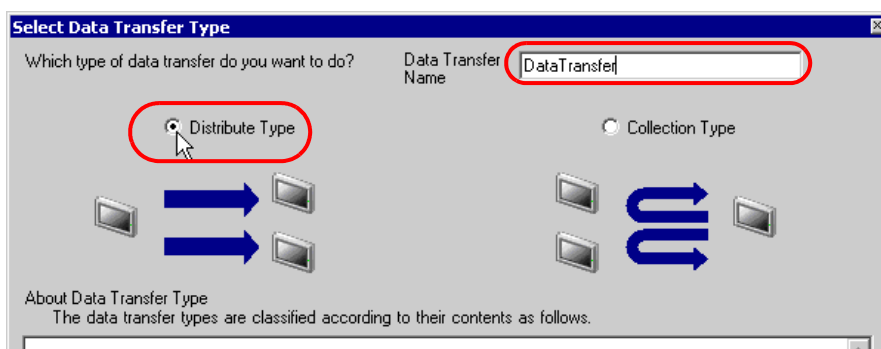 Select Data Transfer Type
Which type of data transfer do you want to do?
Data Transfer
Name
DataTransfer
Distribute Type
Collection Type
About Data Transfer Type
The data transfer types are classified according to their contents as follows.